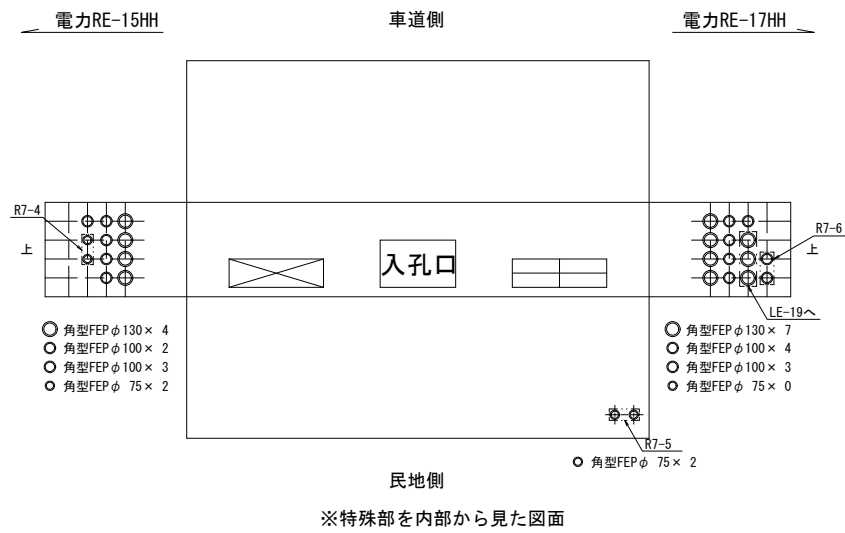 電力RE-15HH
車道側
電力RE-17HH
R7-4
上
入孔口
R7-6
上
LE-19へ
角型FEPφ130× 4
角型FEPφ100× 2
角型FEPφ100× 3
角型FEPφ 75× 2
角型FEPφ130× 7
角型FEPφ100× 4
角型FEPφ100× 3
角型FEPφ 75× 0
R7-5
角型FEPφ 75× 2
民地側
※特殊部を内部から見た図面